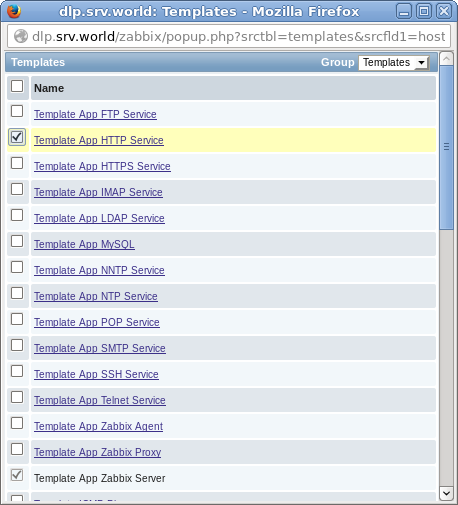 dlp.srv.world: Templates - Mozilla Firefox
dlp.srv.world/zabbix/popup.php?srctbl=templates&srcfld1=host
Templates Group Templates
Name
Template App FTP Service
Template App HTTP Service
Template App HTTPS Service
Template App IMAP Service
Template App LDAP Service
Template App MySQL
Template App NNTP Service
Template App NTP Service
Template App POP Service
Template App SMTP Service
Template App SSH Service
Template App Telnet Service
Template App Zabbix Agent
Template App Zabbix Proxy
Template App Zabbix Server